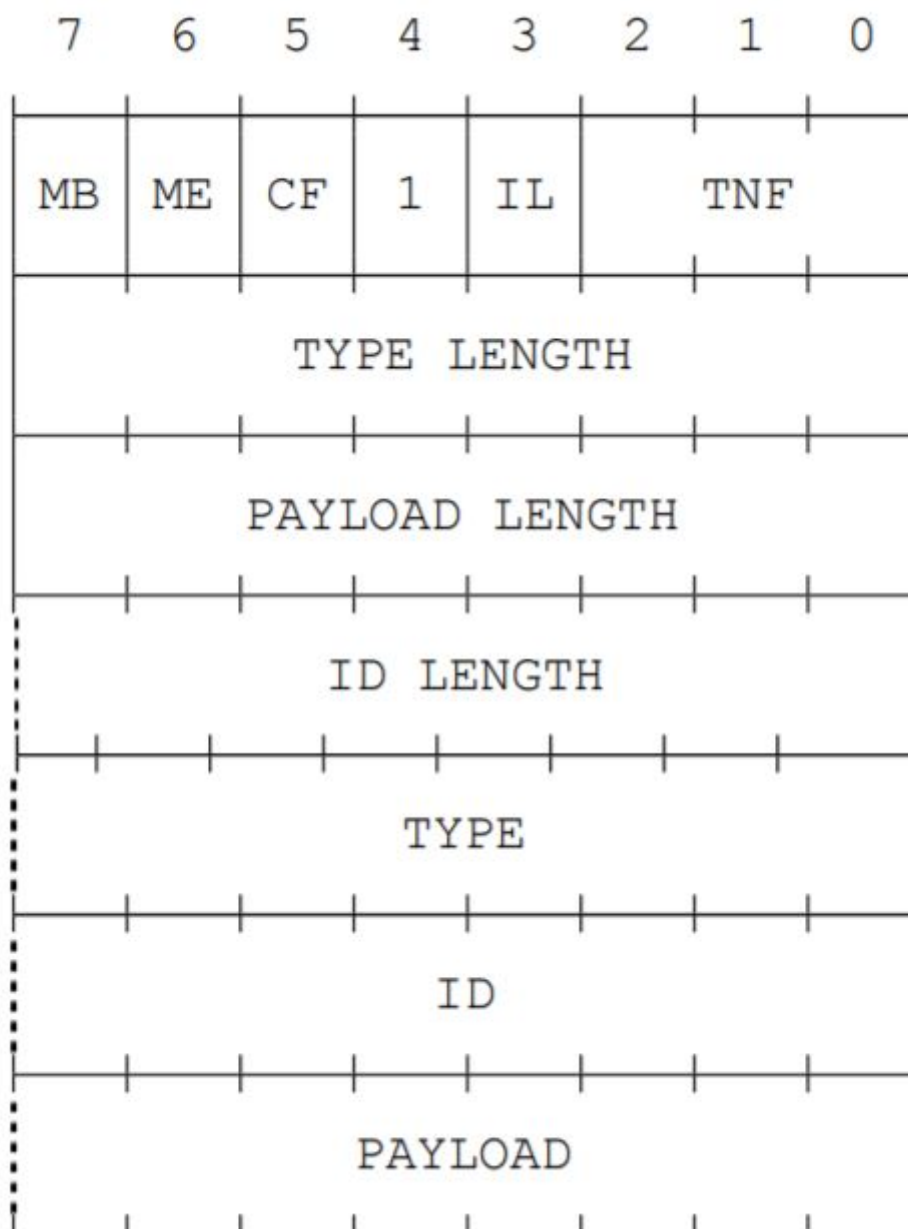 7 6 5 4 3 2 1 0
MB ME CF 1 IL TNF
TYPE LENGTH
PAYLOAD LENGTH
ID LENGTH
TYPE
ID
PAYLOAD